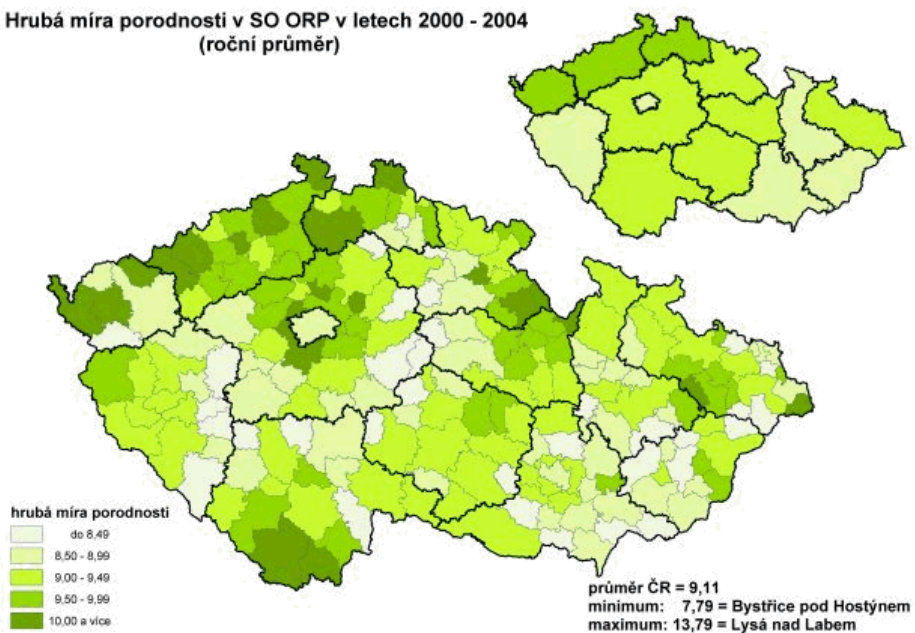 Hrubá míra porodnosti v SO ORP v letech 2000 - 2004
(roční průměr)
hrubá míra porodnosti
do 8,49
8,50 - 8,99
9,00 - 9,49
9,50 - 9,99
10,00 a více
průměr ČR = 9,11
minimum: 7,79 = Bystřice pod Hostýnem
maximum: 13,79 = Lysá nad Labem